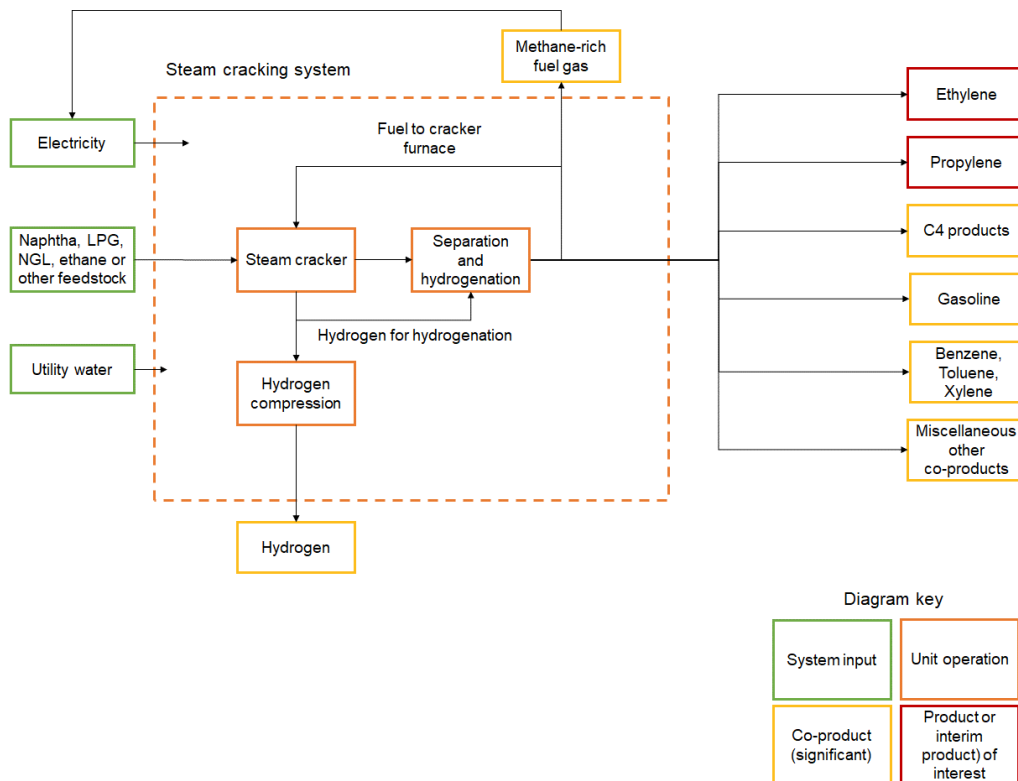 Methane-rich
fuel gas
Steam cracking system
Ethylene
Electricity
Fuel to cracker
furnace
Propylene
Naphtha, LPG,
NGL, ethane or
other feedstock
Steam cracker
Separation
and
hydrogenation
C4 products
Gasoline
Hydrogen for hydrogenation
Utility water
Hydrogen
compression
Benzene,
Toluene,
Xylene
Miscellaneous
other
co-products
Hydrogen
Diagram key
System input
Unit operation
Co-product
(significant)
Product or
interim
product) of
interest